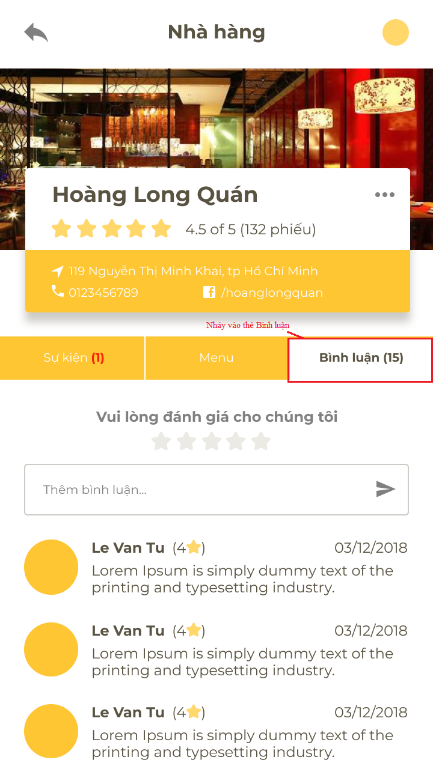 Nhà hàng
Hoàng Long Quán
4.5 of 5 (132 phiếu)
119 Nguyễn Thị Minh Khai, tp Hồ Chí Minh
0123456789
/hoanglongquan
Nhảy vào thẻ Bình luận
Sự kiện (1)
Menu
Bình luận (15)
Vui lòng đánh giá cho chúng tôi
Thêm bình luận...
Le Van Tu (4★)
03/12/2018
Lorem Ipsum is simply dummy text of the
printing and typesetting industry.
Le Van Tu (4★)
03/12/2018
Lorem Ipsum is simply dummy text of the
printing and typesetting industry.
Le Van Tu (4★)
03/12/2018
Lorem Ipsum is simply dummy text of the
printing and typesetting industry.